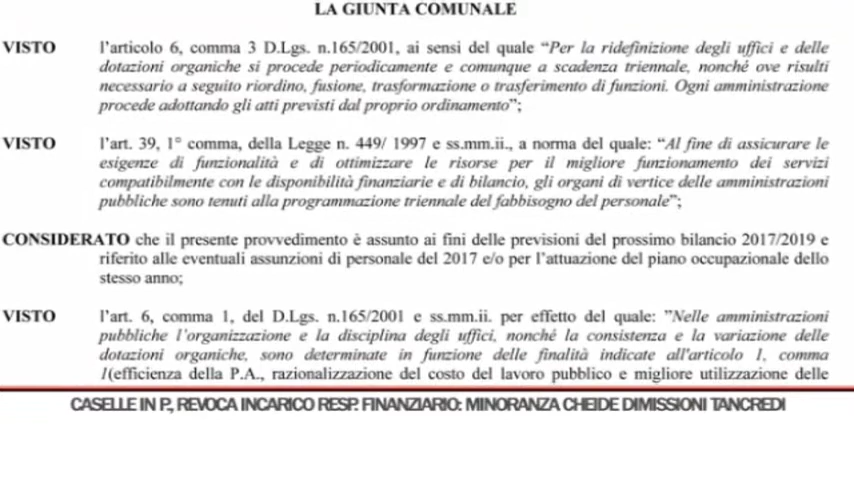 LA GIUNTA COMUNALE
VISTO l'articolo 6, comma 3 D.Lgs. n.165/2001, ai sensi del quale “Per la ridefinizione degli uffici e delle
dotazioni organiche si procede periodicamente e comunque a scadenza triennale, nonché ove risulti
necessario a seguito riordino, fusione, trasformazione o trasferimento di funzioni. Ogni amministrazione
procede adottando gli atti previsti dal proprio ordinamento”;
VISTO l'art. 39, 1° comma, della Legge n. 449/ 1997 e ss.mm.ii., a norma del quale: “Al fine di assicurare le
esigenze di funzionalità e di ottimizzare le risorse per il migliore funzionamento dei servizi
compatibilmente con le disponibilità finanziarie e di bilancio, gli organi di vertice delle amministrazioni
pubbliche sono tenuti alla programmazione triennale del fabbisogno del personale”;
CONSIDERATO che il presente provvedimento è assunto ai fini delle previsioni del prossimo bilancio 2017/2019 e
riferito alle eventuali assunzioni di personale del 2017 e/o per l'attuazione del piano occupazionale dello
stesso anno;
VISTO l'art. 6, comma 1, del D.Lgs. n.165/2001 e ss.mm.ii. per effetto del quale: ”Nelle amministrazioni
pubbliche l'organizzazione e la disciplina degli uffici, nonché la consistenza e la variazione delle
dotazioni organiche, sono determinate in funzione delle finalità indicate all'articolo 1, comma
1(efficienza della P.A., razionalizzazione del costo del lavoro pubblico e migliore utilizzazione delle
CASELLE IN P., REVOCA INCARICO RESP. FINANZIARIO: MINORANZA CHEIDE DIMISSIONI TANCREDI